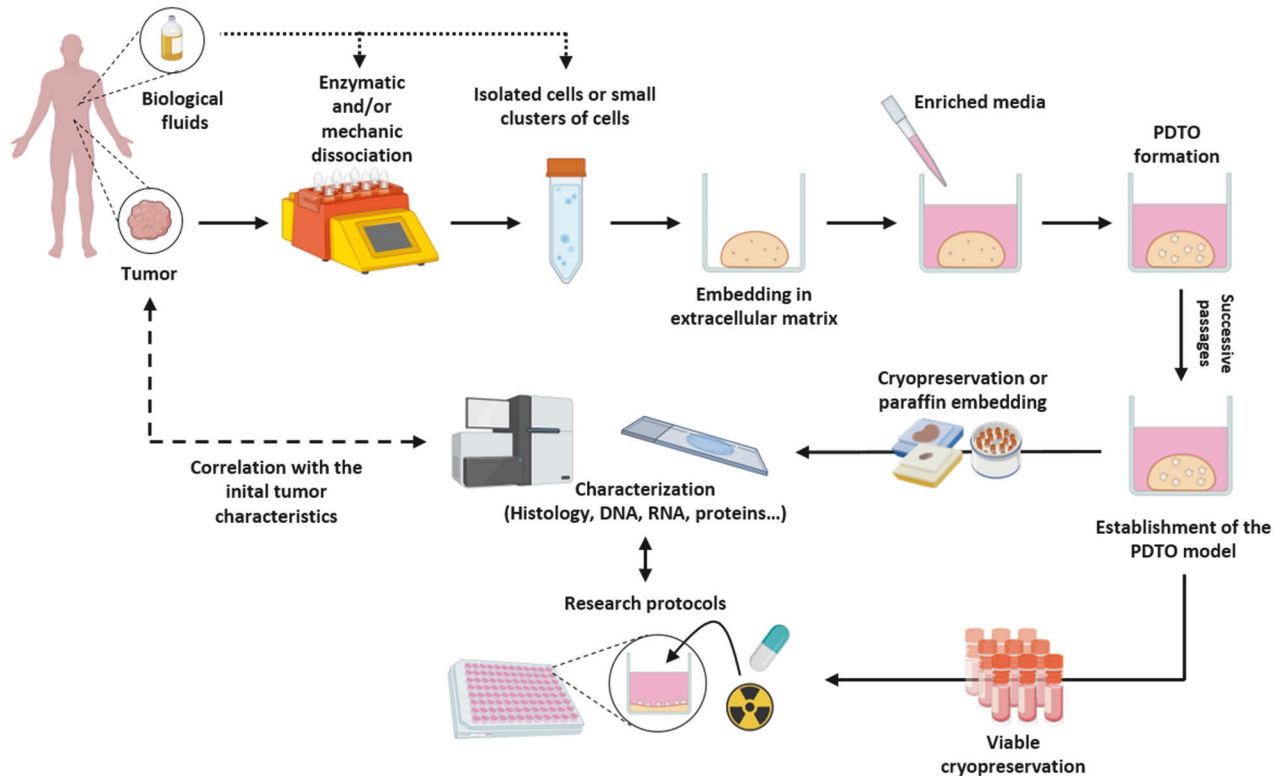 Biological
fluids
Enzymatic
and/or
mechanic
dissociation
Isolated cells or small
clusters of cells
Enriched media
PDTO
formation
Tumor
Embedding in
extracellular matrix
Successive
passages
Cryopreservation or
paraffin embedding
Correlation with the
inital tumor
characteristics
Characterization
(Histology, DNA, RNA, proteins...)
Establishment of the
PDTO model
Research protocols
Viable
cryopreservation